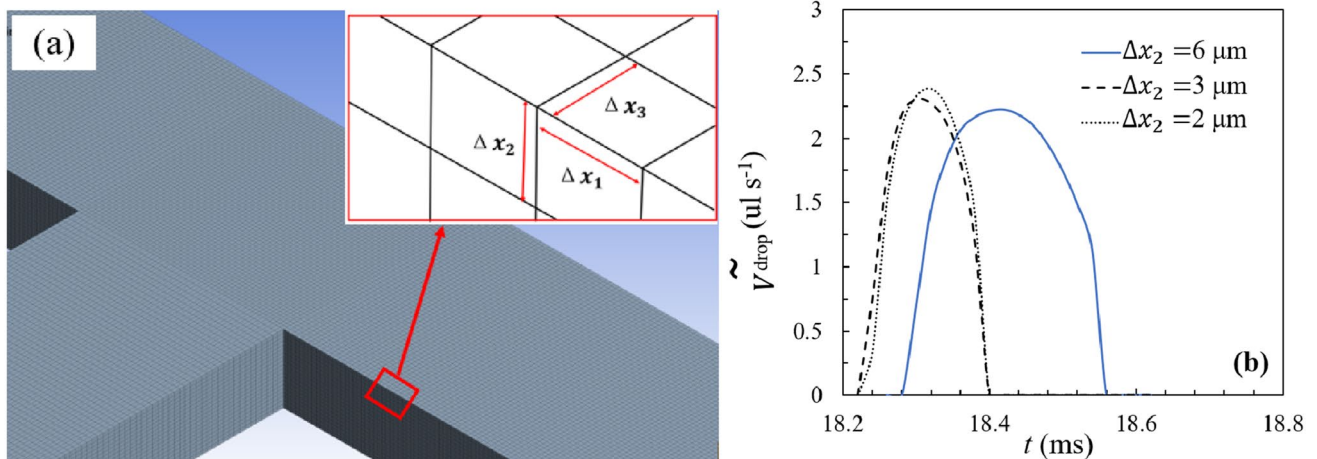 (a)
Δ x₃
Δ x₂
Δ x₁
3
2.5
2
1.5
1
0.5
0
Ṽdrop (ul s⁻¹)
Δx₂ =6 μm
Δx₂ =3 μm
Δx₂ =2 μm
(b)
18.2 18.4 18.6 18.8
t (ms)